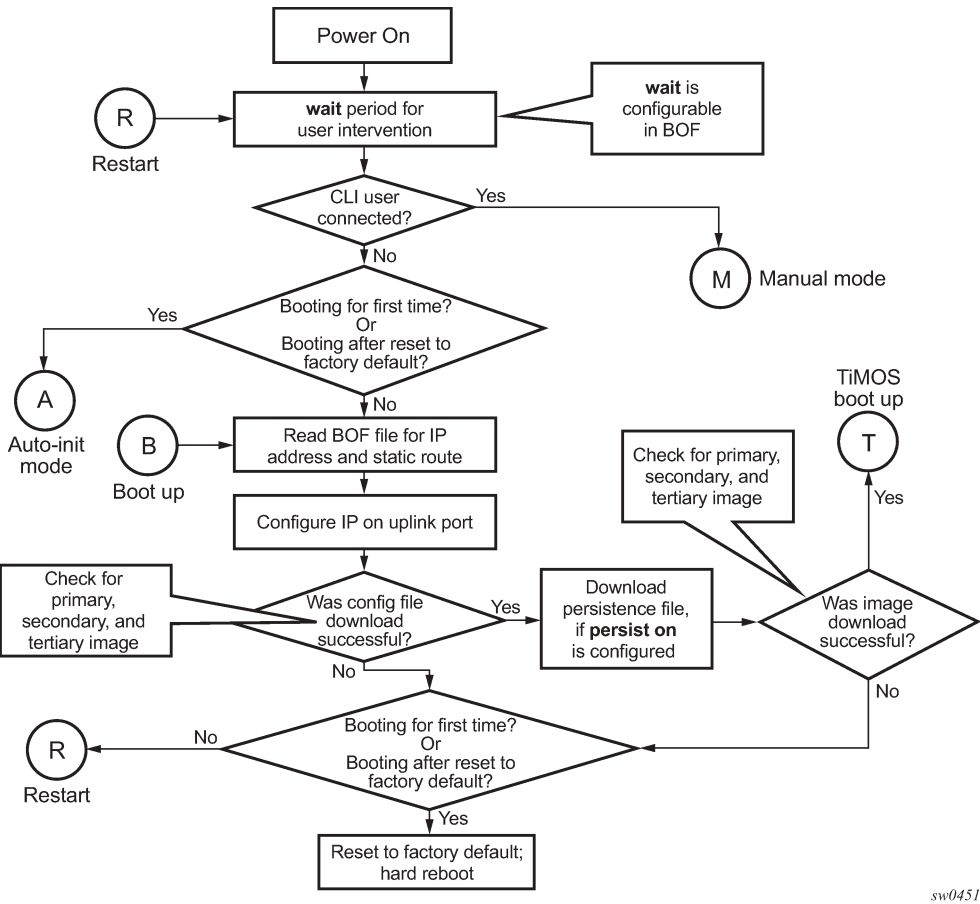 Power On
R
Restart
wait period for
user intervention
wait is
configurable
in BOF
CLI user
connected?
Yes
No
M
Manual mode
Booting for first time?
Or
Booting after reset to
factory default?
Yes
No
A
Auto-init
mode
B
Boot up
Read BOF file for IP
address and static route
TiMOS
boot up
T
Yes
Check for primary,
secondary, and
tertiary image
Configure IP on uplink port
Check for
primary,
secondary, and
tertiary image
Was config file
download
successful?
Yes
No
Download
persistence file,
if persist on
is configured
Was image
download
successful?
No
Booting for first time?
Or
Booting after reset to
factory default?
No
R
Restart
Yes
Reset to factory default;
hard reboot
sw0451